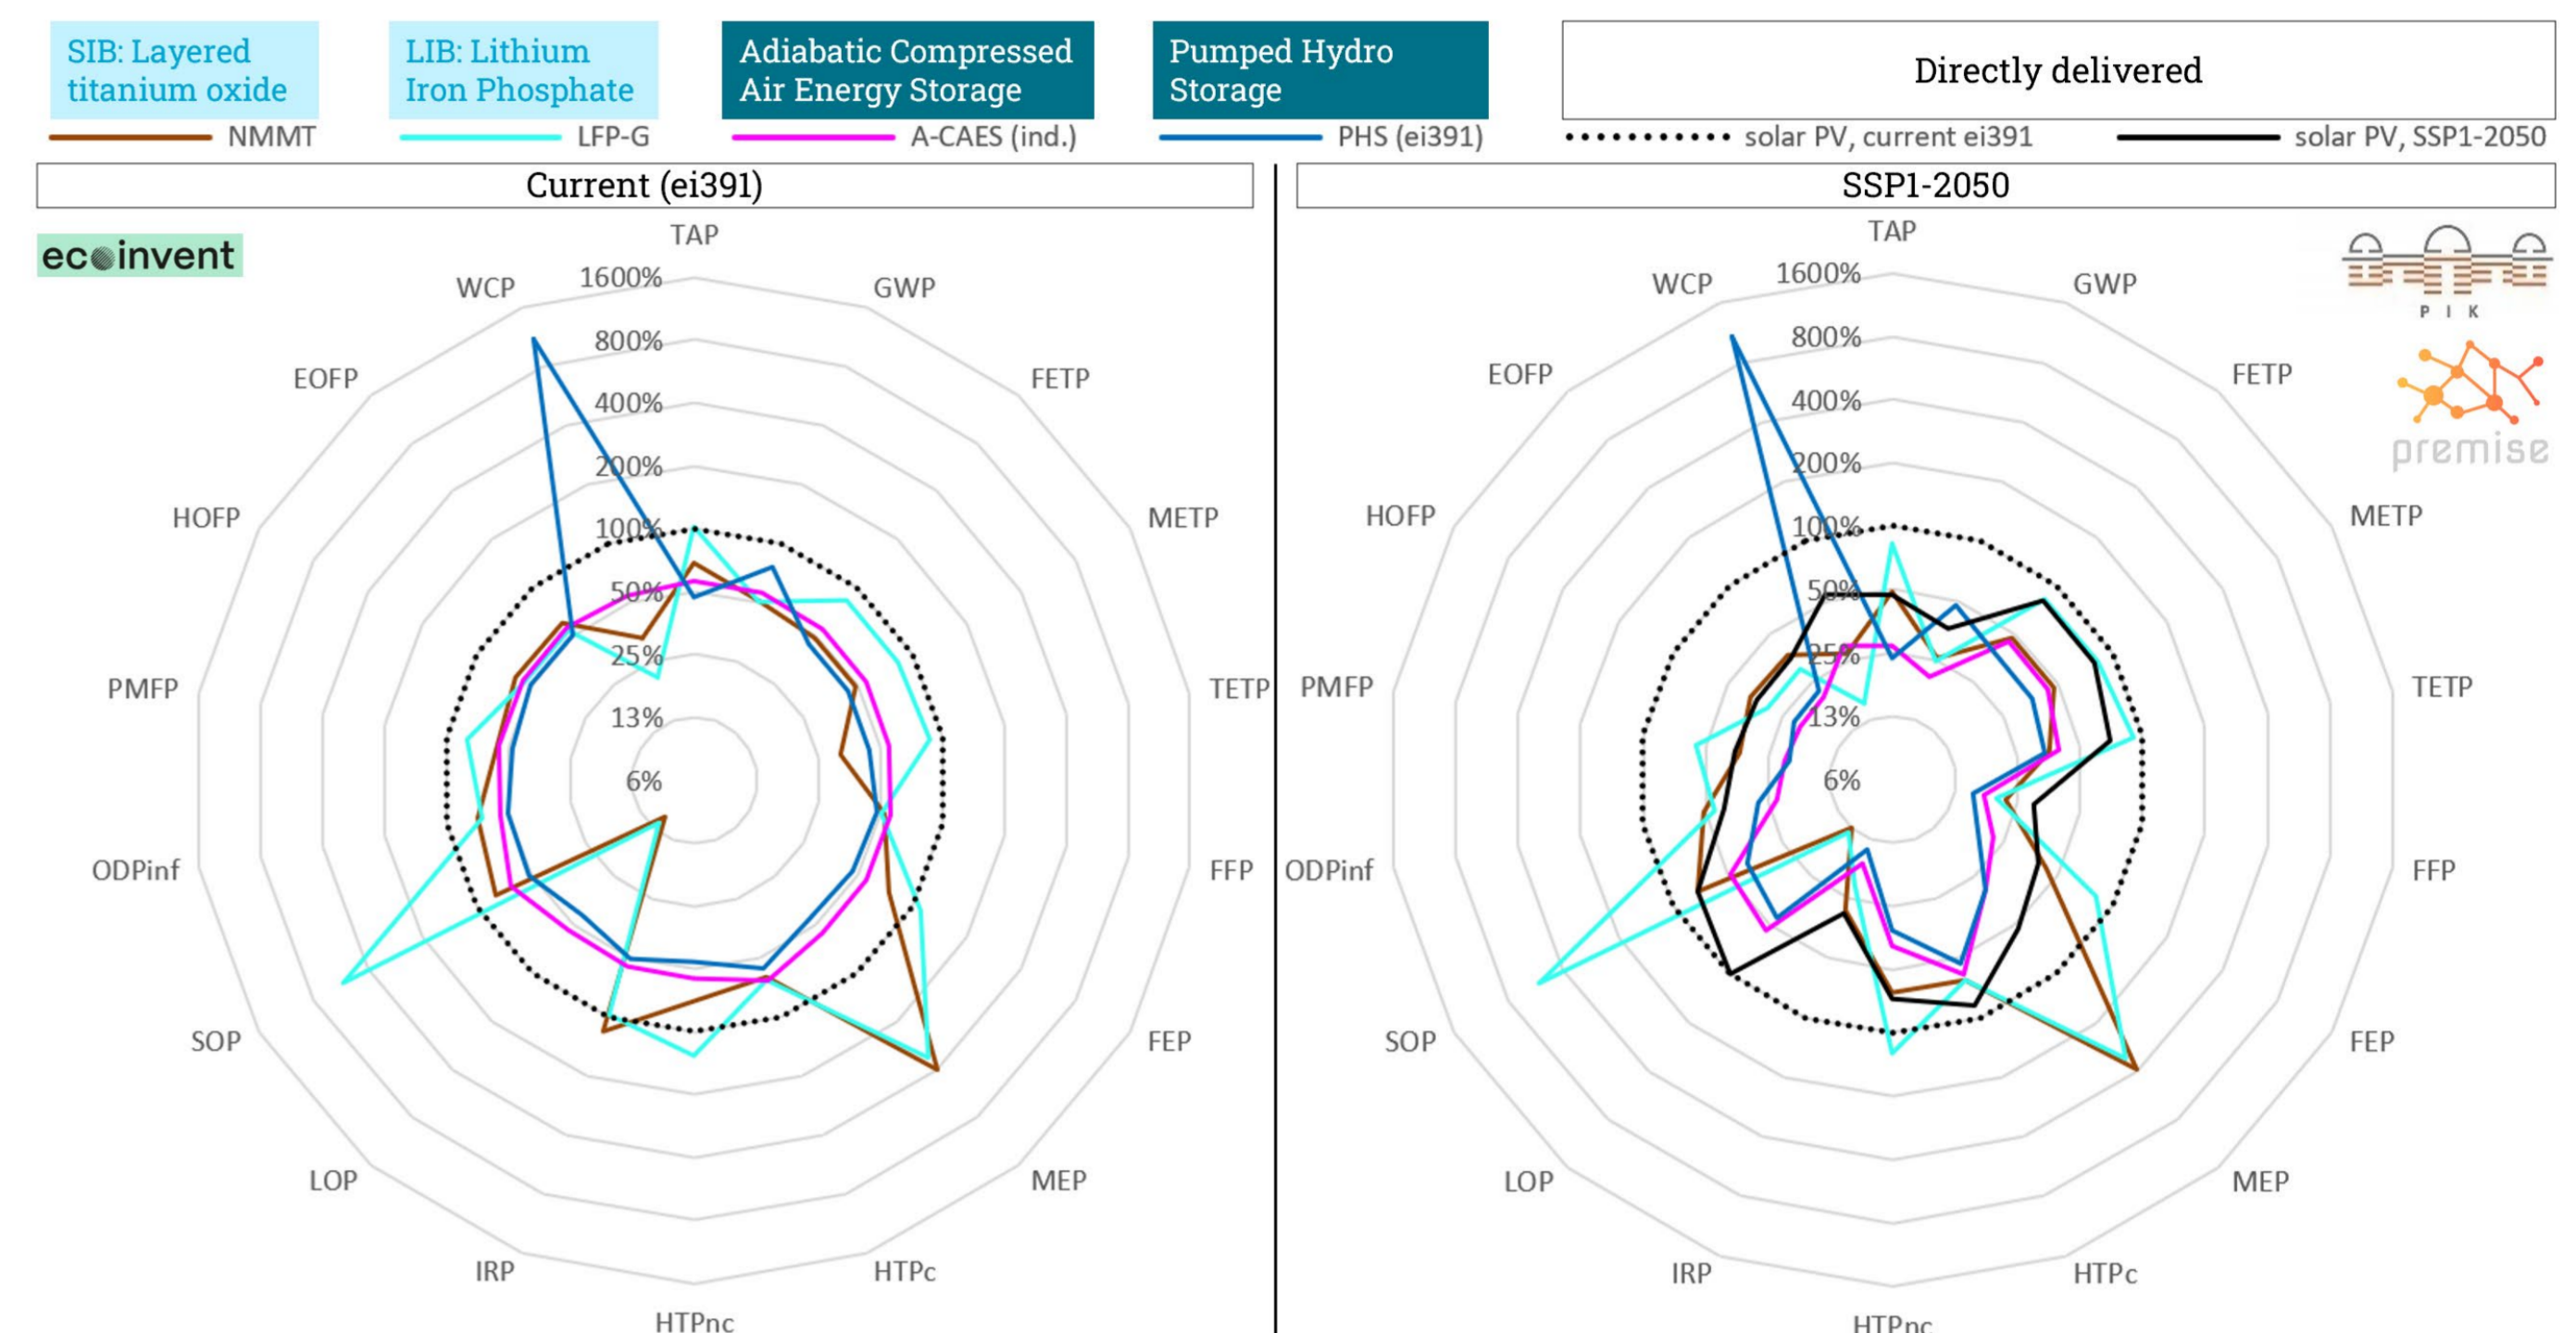 SIB: Layered
titanium oxide
LIB: Lithium
Iron Phosphate
Adiabatic Compressed
Air Energy Storage
Pumped Hydro
Storage
Directly delivered
NMMT
LFP-G
A-CAES (ind.)
PHS (ei391)
solar PV, current ei391
solar PV, SSP1-2050
Current (ei391)
ecoinvent
TAP
GWP
FETP
METP
TETP
FFP
FEP
MEP
HTPc
HTPnc
IRP
LOP
SOP
ODPinf
PMFP
HOFP
EOFP
WCP
1600%
800%
400%
200%
100%
50%
25%
13%
6%
SSP1-2050
PIK
premise
TAP
GWP
FETP
METP
TETP
FFP
FEP
MEP
HTPc
HTPnc
IRP
LOP
SOP
ODPinf
PMFP
HOFP
EOFP
WCP
1600%
800%
400%
200%
100%
50%
25%
13%
6%